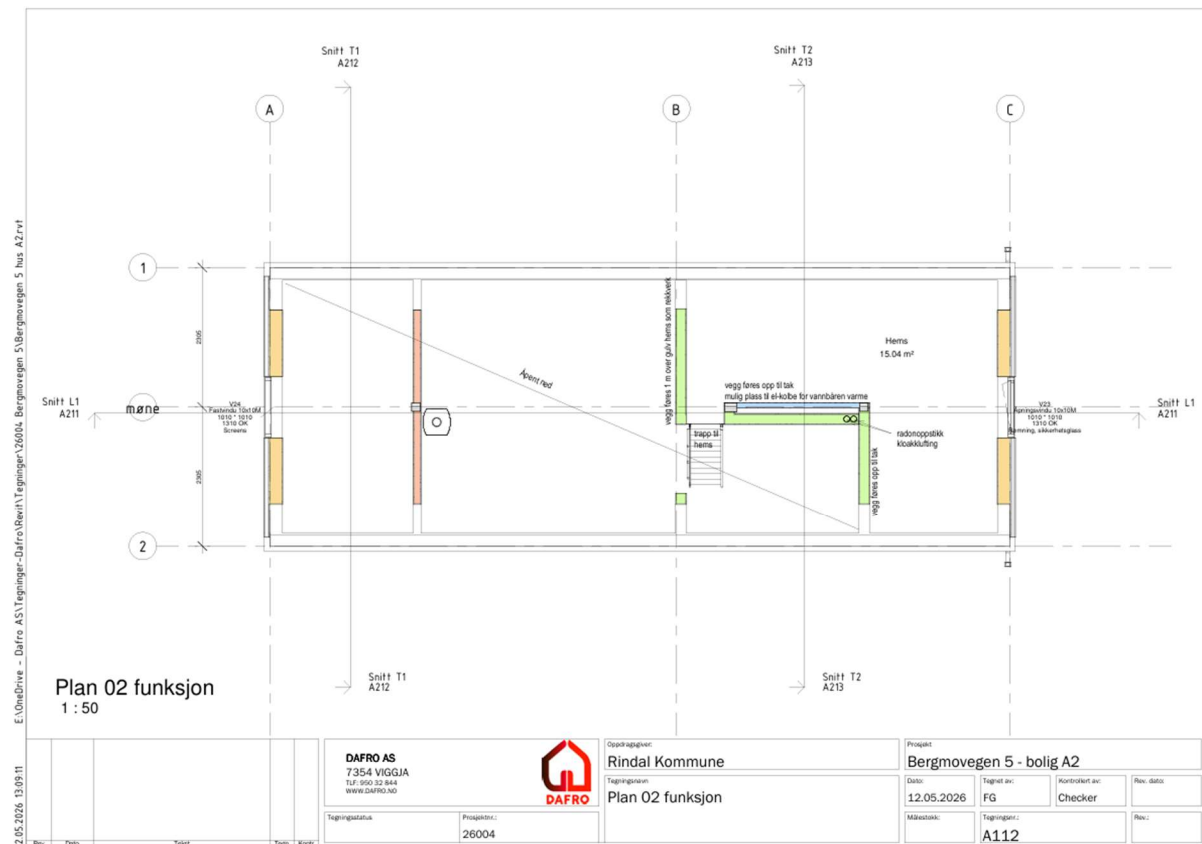 Snitt T1
A212
Snitt T2
A213
A
B
C
1
2305
vegg føres 1 m over gulv hems som rekkverk
Hems
15.04 m²
Åpent ned
vegg føres opp til tak
mulig plass til el-kolbe for vannbåren varme
Snitt L1
A211
møne
V24
Fastvindu 10x10M
1010 * 1010
1310 OK
Screens
V23
Åpningsvindu 10x10M
1010 * 1010
1310 OK
Rømning, sikkerhetsglass
Snitt L1
A211
trapp til
hems
radonoppstikk
kloakklufting
vegg føres opp til tak
2305
2
Snitt T1
A212
Snitt T2
A213
Plan 02 funksjon
1 : 50
E:\OneDrive - Dafro AS\Tegninger-Dafro\Revit\Tegninger\26004 Bergmovegen 5\Bergmovegen 5 hus A2.rvt
2.05.2026 13:09:11
DAFRO AS
7354 VIGGJA
TLF: 950 32 844
WWW.DAFRO.NO
DAFRO
Oppdragsgiver:
Rindal Kommune
Prosjekt
Bergmovegen 5 - bolig A2
Tegningsnavn
Plan 02 funksjon
Dato:
12.05.2026
Tegnet av:
FG
Kontrollert av:
Checker
Rev. dato:
Tegningsstatus
Prosjektnr.:
26004
Målestokk:
Tegningsnr.:
A112
Rev.:
Rev.
Dato
Tekst
Tegn
Kontr